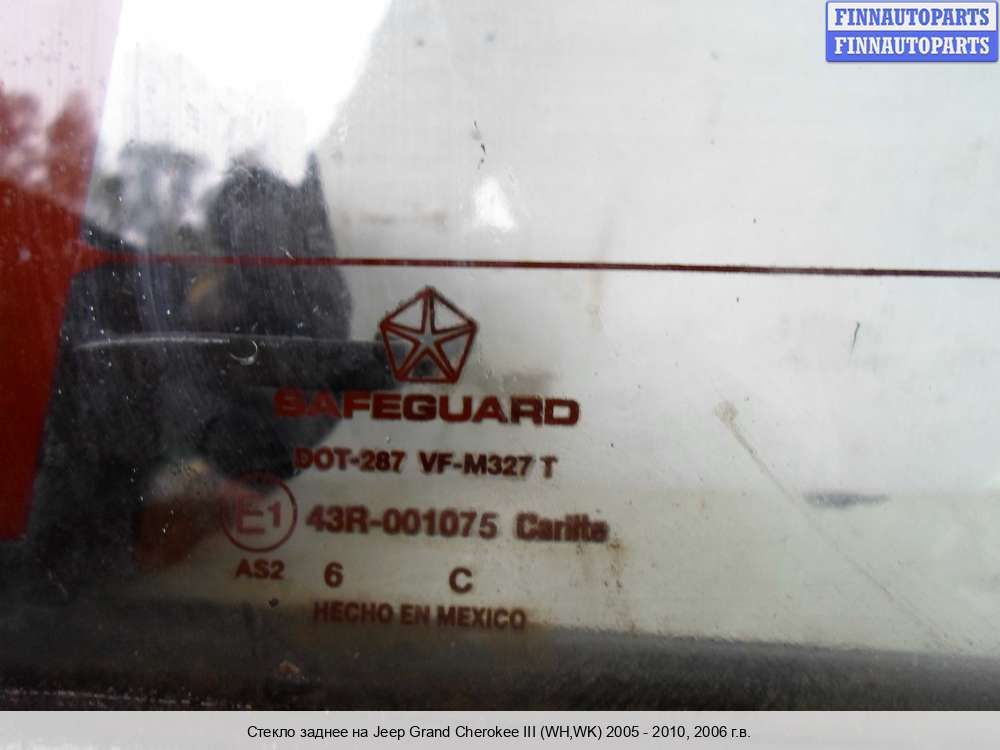 FINNAUTOPARTS
FINNAUTOPARTS
SAFEGUARD
DOT-287 VF-M327 T
E1 43R-001075 Carlite
AS2 6 C
HECHO EN MEXICO
Стекло заднее на Jeep Grand Cherokee III (WH,WK) 2005 - 2010, 2006 г.в.